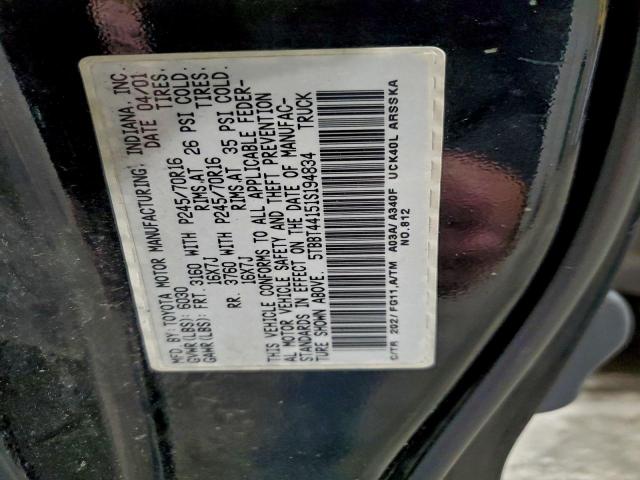 MFD. BY: TOYOTA MOTOR MANUFACTURING, INDIANA, INC.
GVWR (LBS): 6030 DATE 04/01
GAWR (LBS): FRT 3160 WITH P245/70R16 TIRES.
16X7J RIMS AT 26 PSI COLD.
RR. 3760 WITH P245/70R16 TIRES.
16X7J RIMS AT 35 PSI COLD.
THIS VEHICLE CONFORMS TO ALL APPLICABLE FEDER-
AL MOTOR VEHICLE SAFETY AND THEFT PREVENTION
STANDARDS IN EFFECT ON THE DATE OF MANUFAC-
TURE SHOWN ABOVE. 5TBBT44151S194834 TRUCK
C/TR 202/FG11,A/TM A03A/A340F UCK40L ARSSKA
NO.812